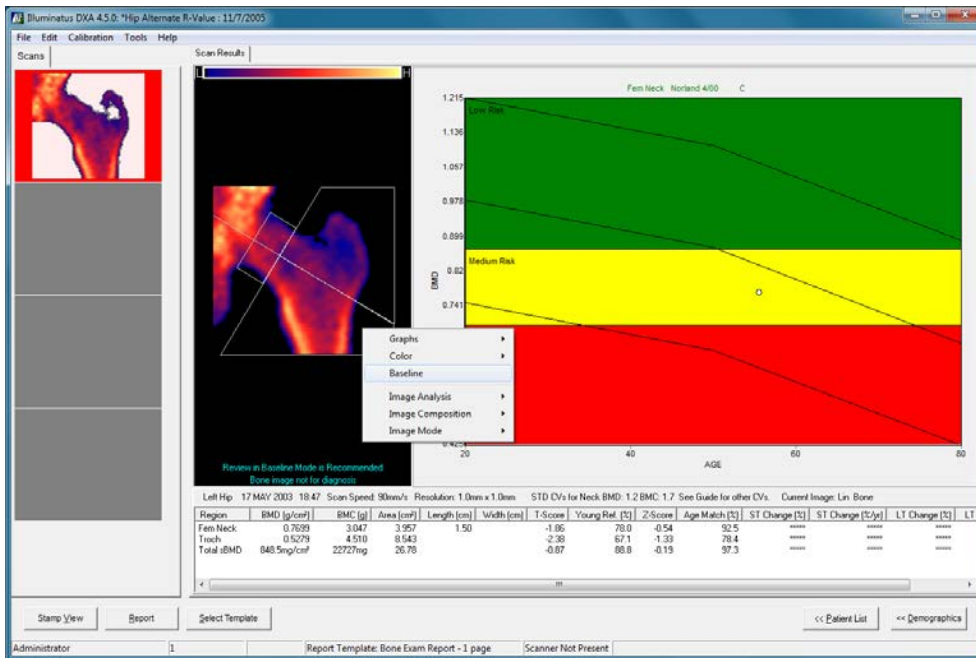 Illuminatus DXA 4.5.0: *Hip Alternate R-Value : 11/7/2005
File Edit Calibration Tools Help
Scans
Scan Results
L H
Fem Neck Norland 4/00 C
1.215
1.136
1.057
0.978
0.899
0.82
0.741
BMD
Low Risk
Medium Risk
20 40 60 80
AGE
Graphs
Color
Baseline
Image Analysis
Image Composition
Image Mode
Review in Baseline Mode is Recommended
Bone image not for diagnosis
Left Hip 17 MAY 2003 18:47 Scan Speed: 90mm/s Resolution: 1.0mm x 1.0mm STD CVs for Neck BMD: 1.2 BMC: 1.7 See Guide for other CVs. Current Image: Lin Bone
Region BMD [g/cm²] BMC [g] Area [cm²] Length [cm] Width [cm] T-Score Young Ref. [%] Z-Score Age Match [%] ST Change [%] ST Change [%/yr] LT Change [%] LT
Fem Neck 0.7699 3.047 3.957 1.50 -1.86 78.0 -0.54 92.5 ***** ***** *****
Troch 0.5279 4.510 8.543 -2.38 67.1 -1.33 78.4 ***** ***** *****
Total sBMD 848.5mg/cm² 22727mg 26.78 -0.87 88.8 -0.19 97.3 ***** ***** *****
Stamp View Report Select Template << Patient List << Demographics
Administrator 1 Report Template: Bone Exam Report - 1 page Scanner Not Present